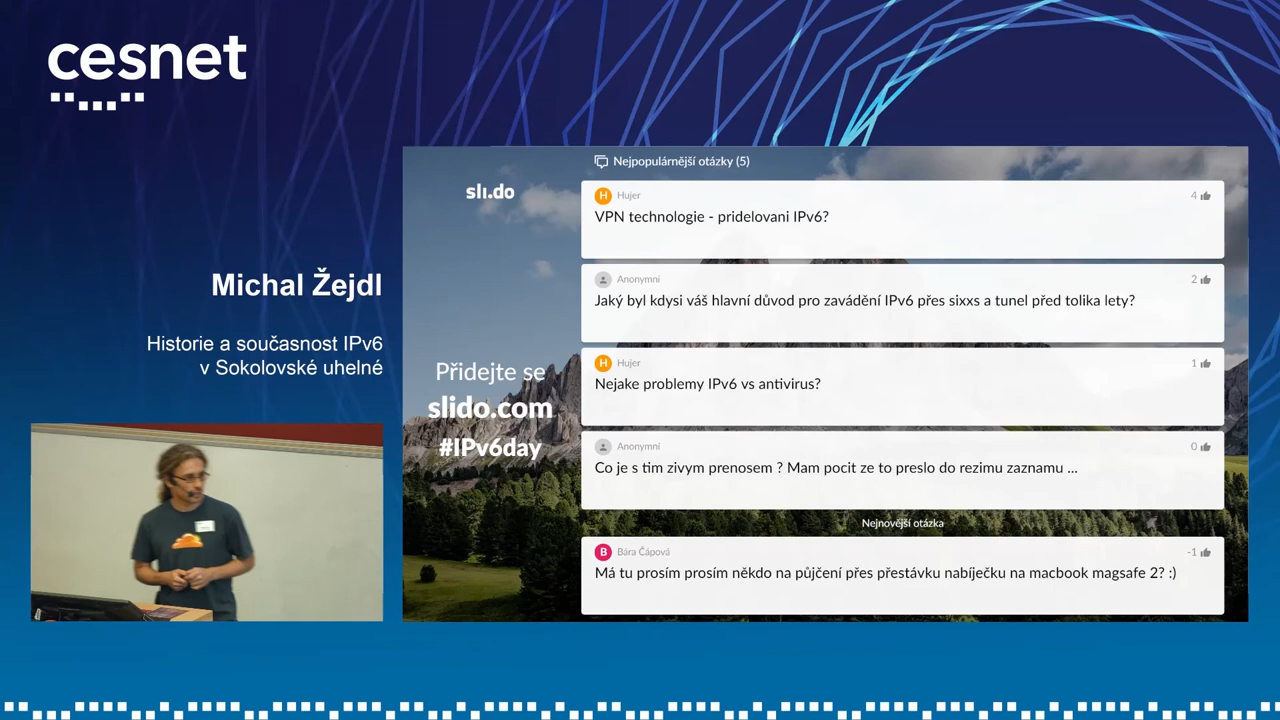 cesnet
Michal Žejdl
Historie a současnost IPv6
v Sokolovské uhelné
sli.do
Přidejte se
slido.com
#IPv6day
Nejpopulárnější otázky (5)
H Hujer 4
VPN technologie - pridelovani IPv6?
Anonymní 2
Jaký byl kdysi váš hlavní důvod pro zavádění IPv6 přes sixxs a tunel před tolika lety?
H Hujer 1
Nejake problemy IPv6 vs antivirus?
Anonymní 0
Co je s tim zivym prenosem ? Mam pocit ze to preslo do rezimu zaznamu ...
Nejnovější otázka
B Bára Čápová -1
Má tu prosím prosím někdo na půjčení přes přestávku nabíječku na macbook magsafe 2? :)